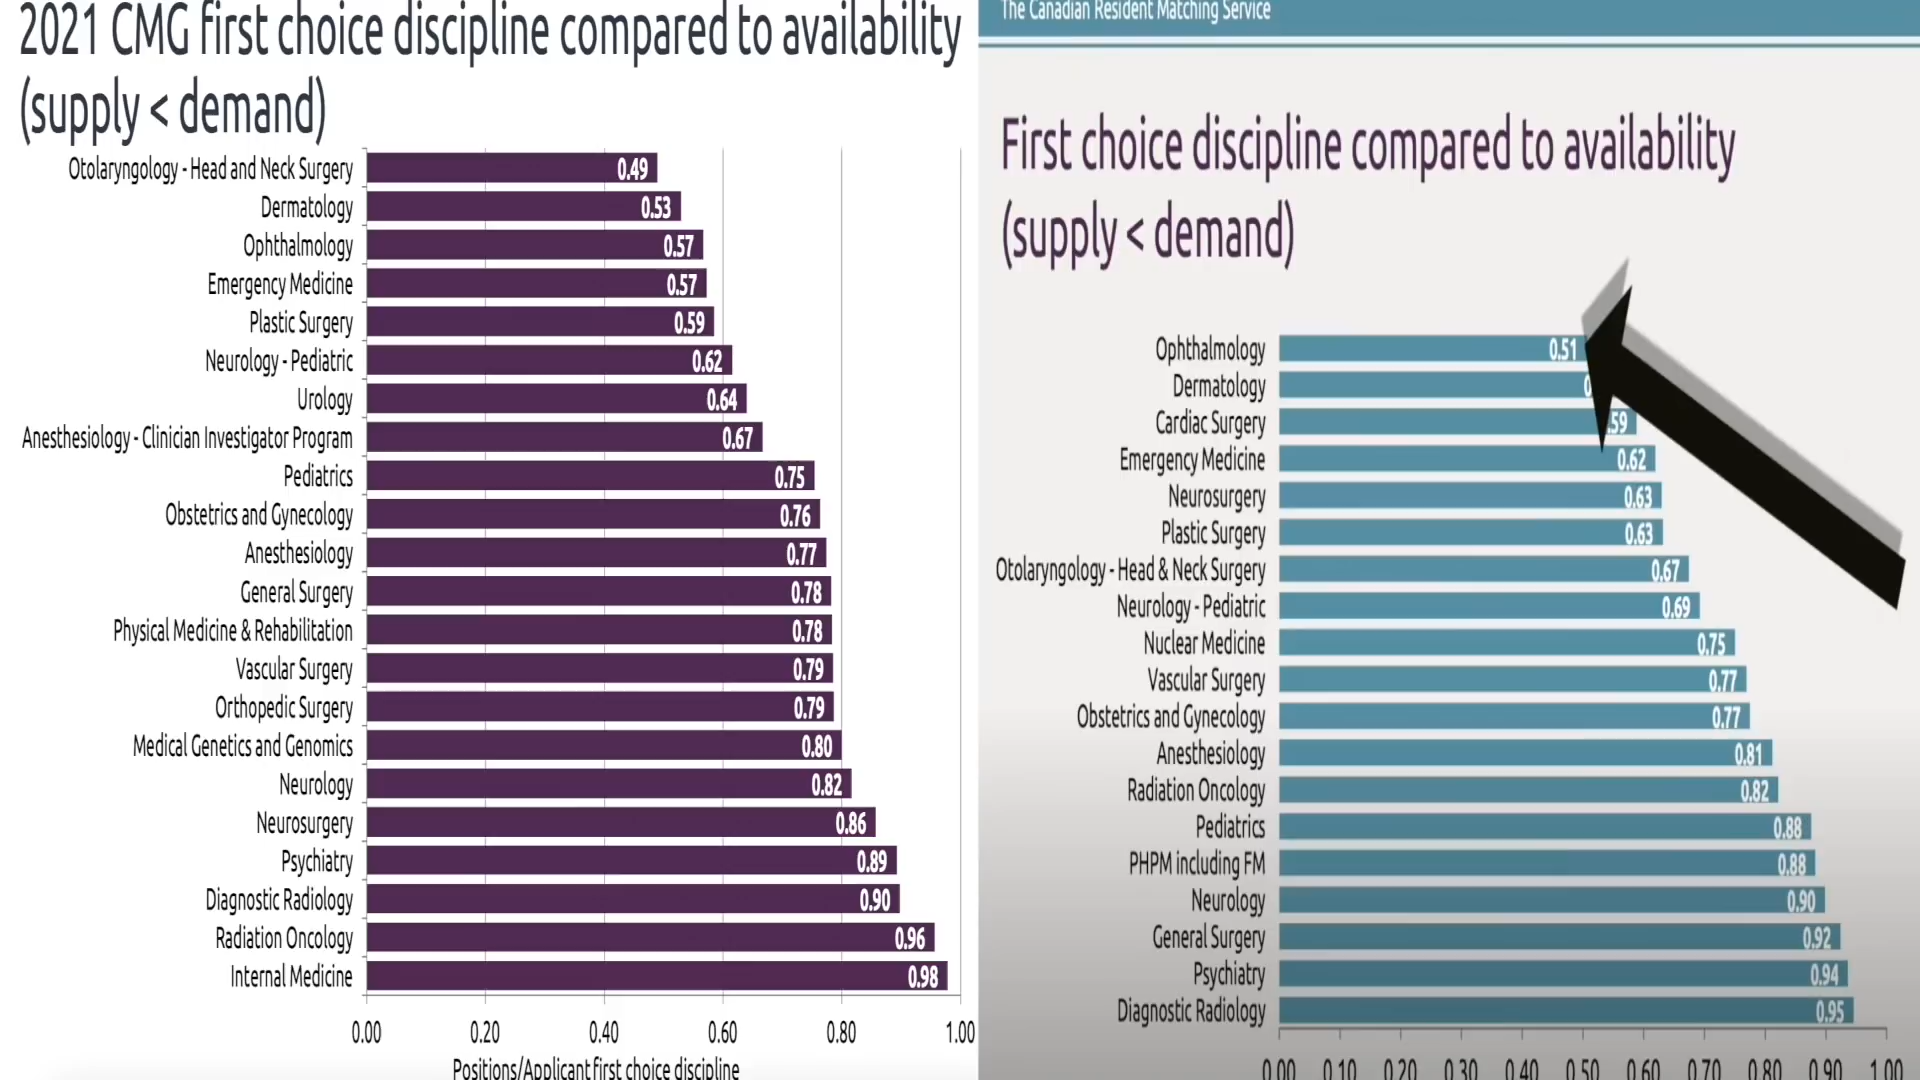 2021 CMG first choice discipline compared to availability
(supply < demand)
Otolaryngology - Head and Neck Surgery 0.49
Dermatology 0.53
Ophthalmology 0.57
Emergency Medicine 0.57
Plastic Surgery 0.59
Neurology - Pediatric 0.62
Urology 0.64
Anesthesiology - Clinician Investigator Program 0.67
Pediatrics 0.75
Obstetrics and Gynecology 0.76
Anesthesiology 0.77
General Surgery 0.78
Physical Medicine & Rehabilitation 0.78
Vascular Surgery 0.79
Orthopedic Surgery 0.79
Medical Genetics and Genomics 0.80
Neurology 0.82
Neurosurgery 0.86
Psychiatry 0.89
Diagnostic Radiology 0.90
Radiation Oncology 0.96
Internal Medicine 0.98
0.00 0.20 0.40 0.60 0.80 1.00
Positions/Applicant first choice discipline
The Canadian Resident Matching Service
First choice discipline compared to availability
(supply < demand)
Ophthalmology 0.51
Dermatology
Cardiac Surgery .59
Emergency Medicine 0.62
Neurosurgery 0.63
Plastic Surgery 0.63
Otolaryngology - Head & Neck Surgery 0.67
Neurology - Pediatric 0.69
Nuclear Medicine 0.75
Vascular Surgery 0.77
Obstetrics and Gynecology 0.77
Anesthesiology 0.81
Radiation Oncology 0.82
Pediatrics 0.88
PHPM including FM 0.88
Neurology 0.90
General Surgery 0.92
Psychiatry 0.94
Diagnostic Radiology 0.95
0.00 0.10 0.20 0.30 0.40 0.50 0.60 0.70 0.80 0.90 1.00